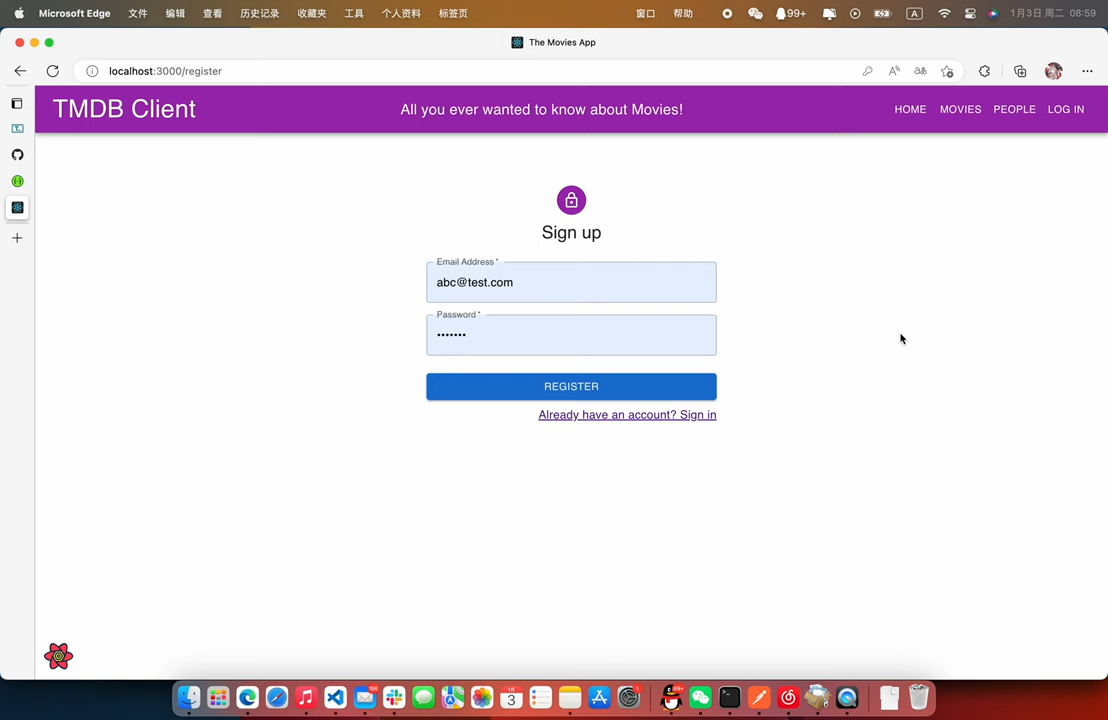 Microsoft Edge 文件 编辑 查看 历史记录 收藏夹 工具 个人资料 标签页 窗口 帮助 99+ A 1月3日 周二 08:59
The Movies App
localhost:3000/register
TMDB Client All you ever wanted to know about Movies! HOME MOVIES PEOPLE LOG IN
Sign up
Email Address *
abc@test.com
Password *
•••••••
REGISTER
Already have an account? Sign in
3